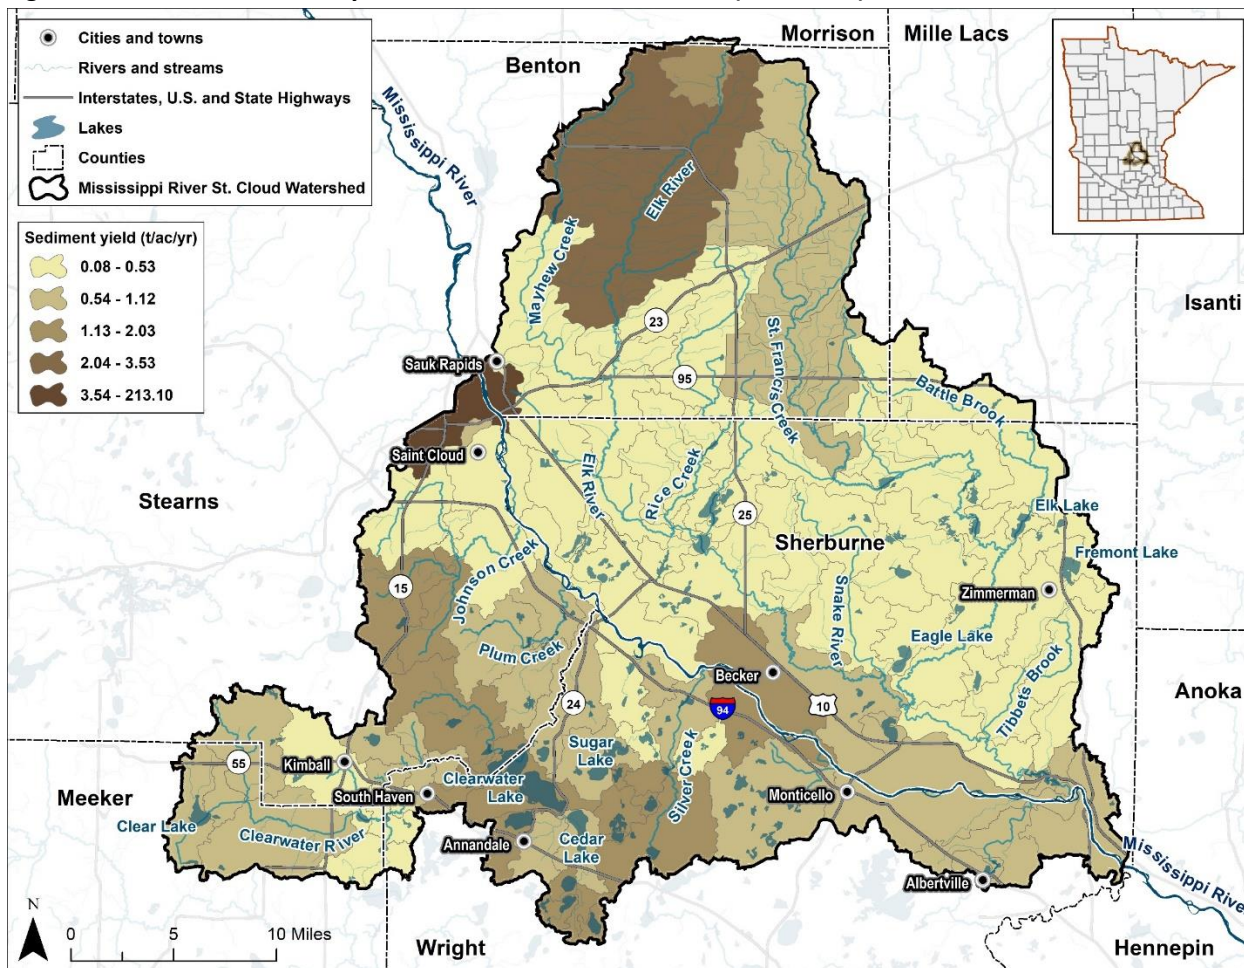 Cities and towns
Rivers and streams
Interstates, U.S. and State Highways
Lakes
Counties
Mississippi River St. Cloud Watershed
Sediment yield (t/ac/yr)
0.08 - 0.53
0.54 - 1.12
1.13 - 2.03
2.04 - 3.53
3.54 - 213.10
Morrison
Mille Lacs
Benton
Mississippi River
Elk River
Mayhew Creek
Isanti
23
St. Francis Creek
Sauk Rapids
95
Battle Brook
Saint Cloud
Elk River
Rice Creek
Stearns
25
Elk Lake
Sherburne
Fremont Lake
Johnson Creek
15
Snake River
Zimmerman
Eagle Lake
Plum Creek
Becker
Tibbets Brook
Anoka
24
94
10
Sugar Lake
Kimball
55
Clearwater Lake
Silver Creek
South Haven
Monticello
Meeker
Clear Lake
Clearwater River
Annandale
Cedar Lake
Albertville
Mississippi River
N
0 5 10 Miles
Wright
Hennepin